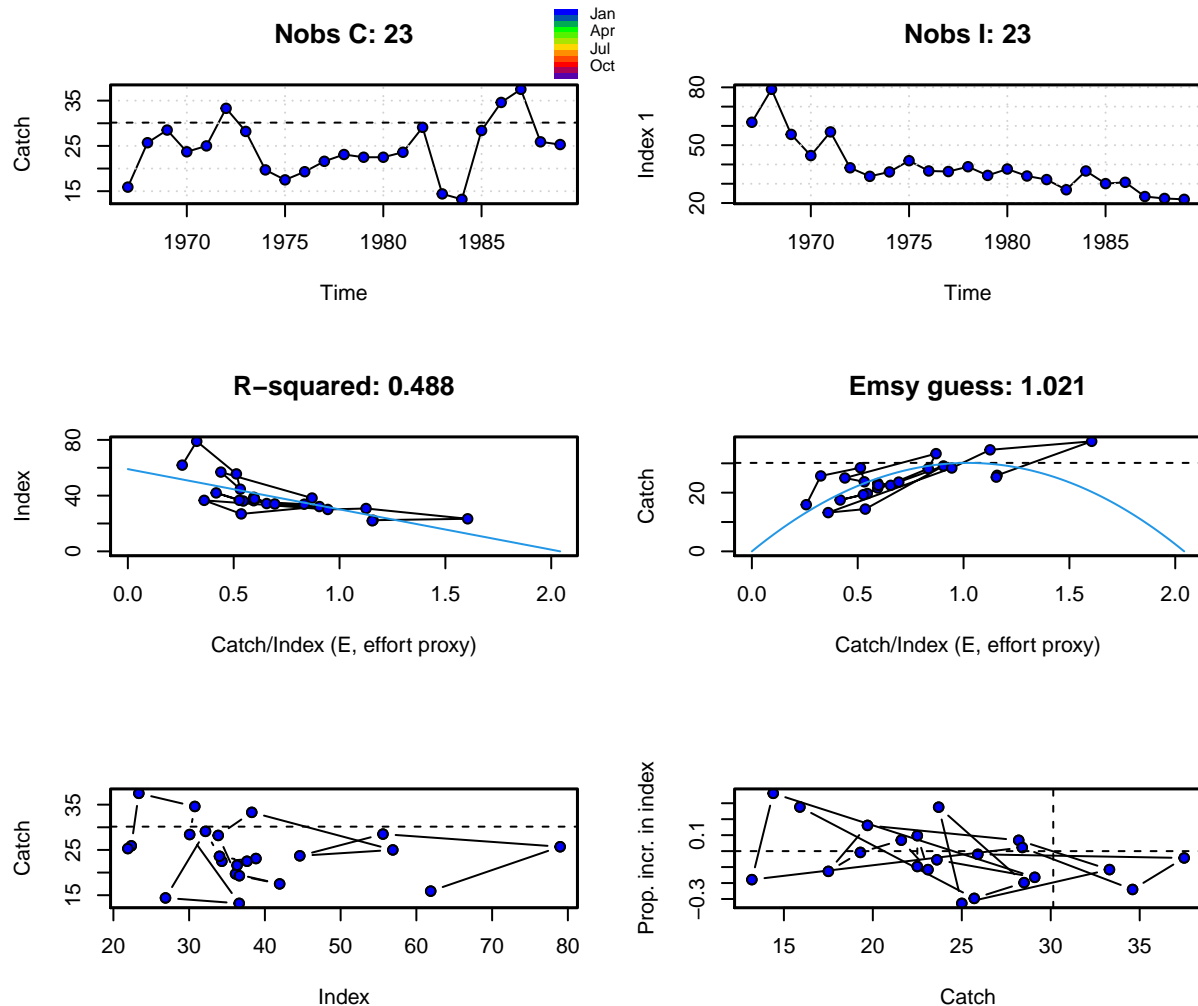 Nobs C: 23
Jan
Apr
Jul
Oct
Catch
15
25
35
1970
1975
1980
1985
Time
Nobs I: 23
Index 1
20
50
80
1970
1975
1980
1985
Time
R−squared: 0.488
Index
0
40
80
0.0
0.5
1.0
1.5
2.0
Catch/Index (E, effort proxy)
Emsy guess: 1.021
Catch
0
20
0.0
0.5
1.0
1.5
2.0
Catch/Index (E, effort proxy)
Catch
15
25
35
20
30
40
50
60
70
80
Index
Prop. incr. in index
−0.3
0.1
15
20
25
30
35
Catch